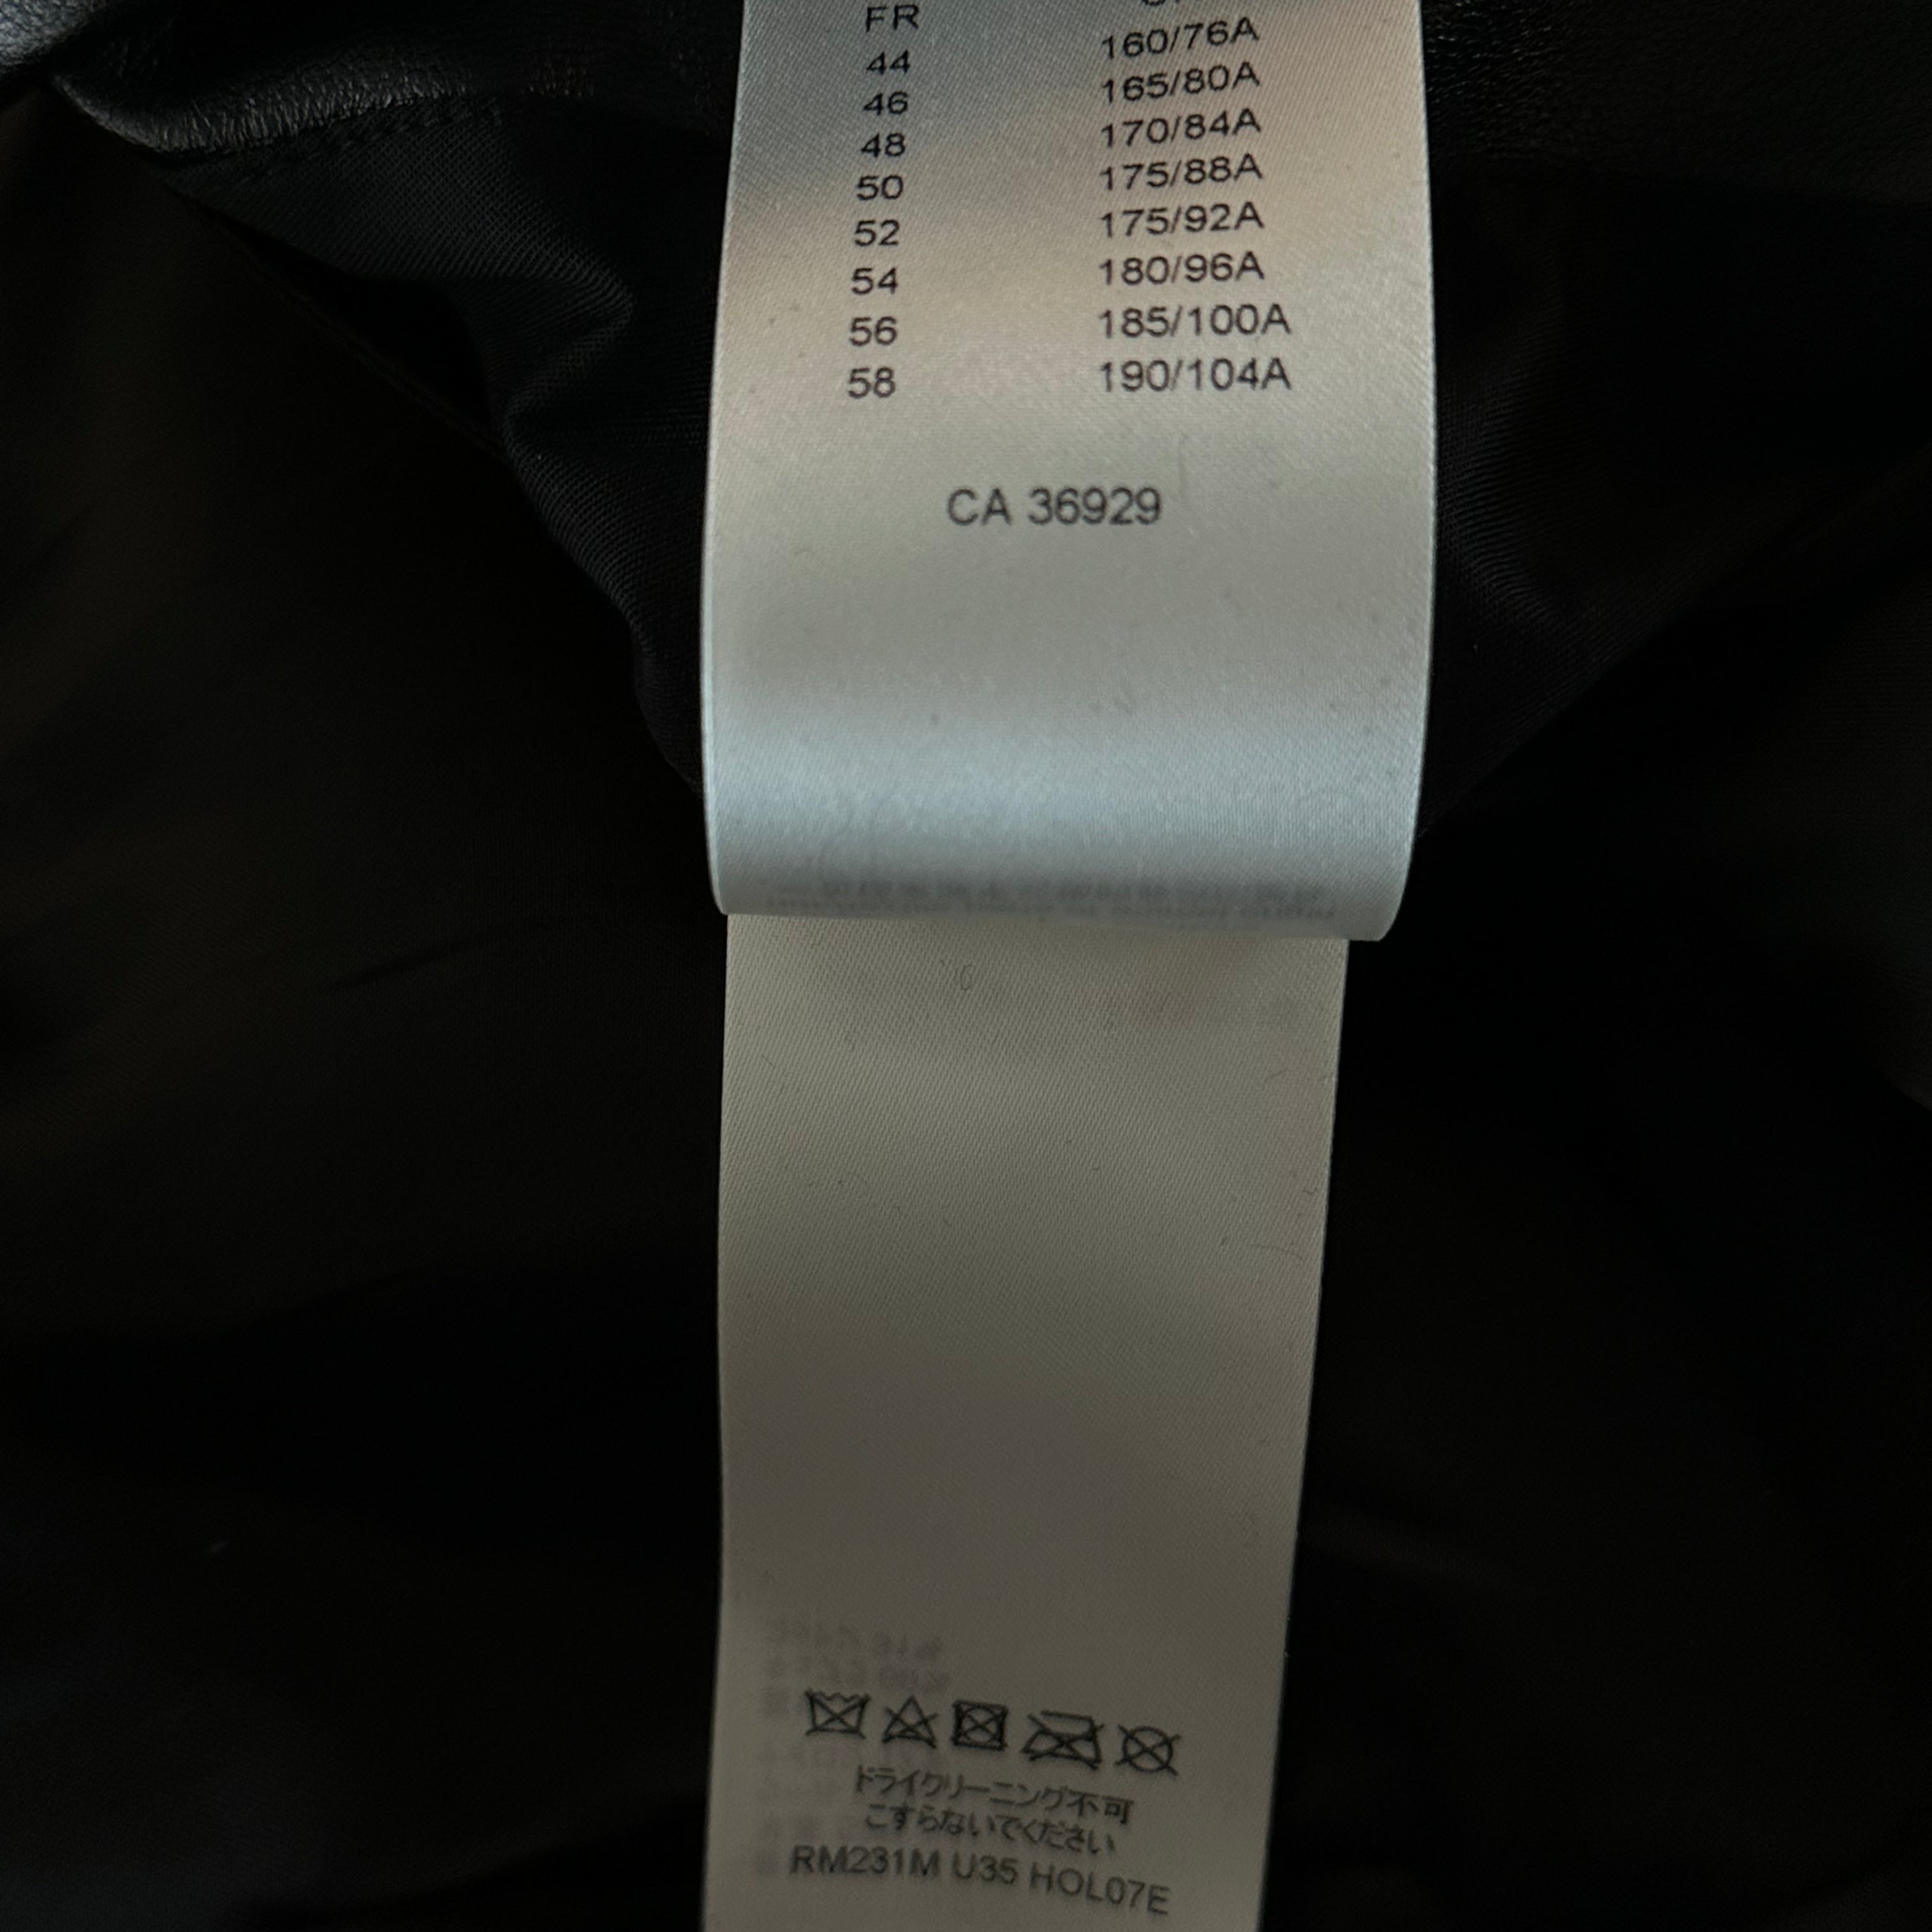 FR
44 160/76A
46 165/80A
48 170/84A
50 175/88A
52 175/92A
54 180/96A
56 185/100A
58 190/104A
CA 36929
ドライクリーニング不可
こすらないでください
RM231M U35 HOL07E